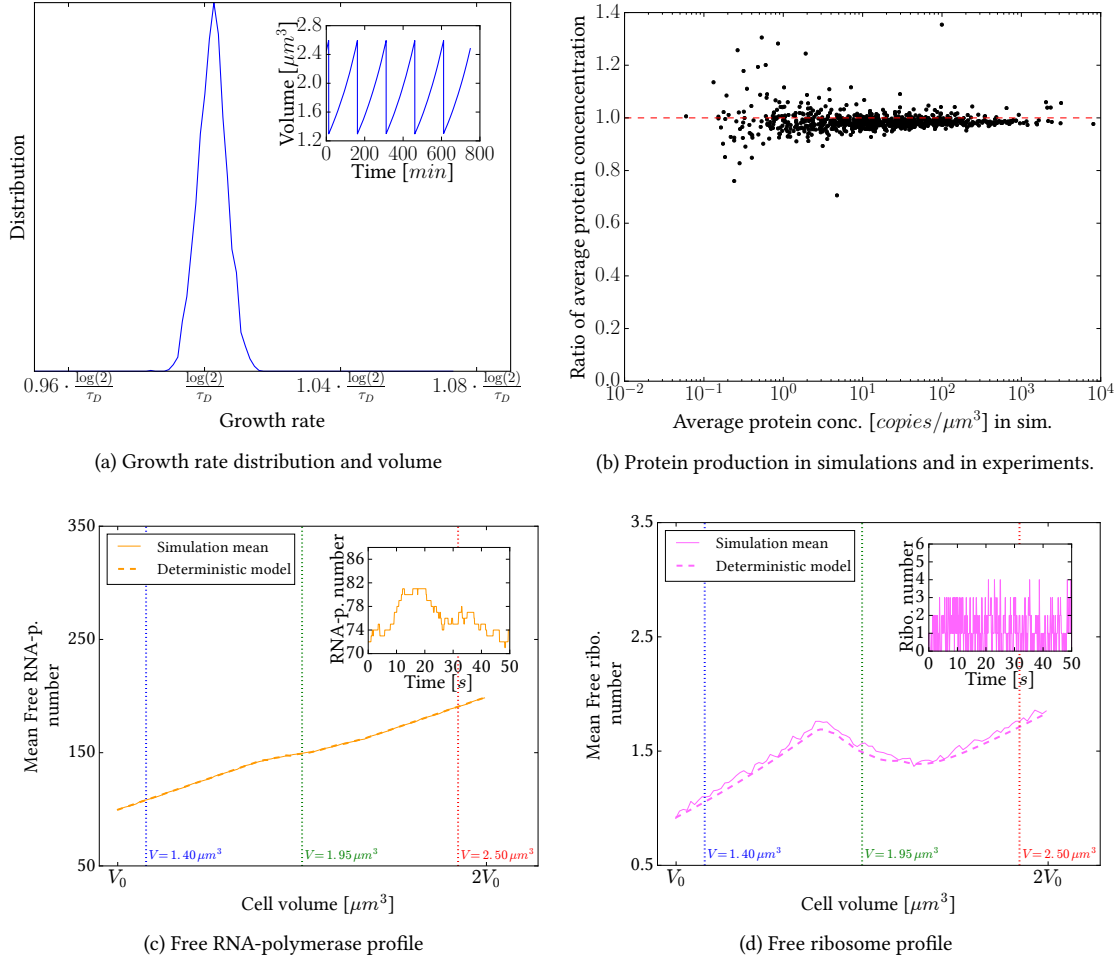 Distribution
2.8
2.4
2.0
1.6
1.2
Volume [μm³]
0 200 400 600 800
Time [min]
0.96 · log(2)/τ_D log(2)/τ_D 1.04 · log(2)/τ_D 1.08 · log(2)/τ_D
Growth rate
(a) Growth rate distribution and volume
Ratio of average protein concentration
1.4
1.2
1.0
0.8
0.6
0.4
0.2
0.0
10⁻² 10⁻¹ 10⁰ 10¹ 10² 10³ 10⁴
Average protein conc. [copies/μm³] in sim.
(b) Protein production in simulations and in experiments.
Mean Free RNA-p.
number
350
250
150
50
Simulation mean
Deterministic model
RNA-p. number
86
82
78
74
70
0 10 20 30 40 50
Time [s]
V = 1.40 μm³
V = 1.95 μm³
V = 2.50 μm³
V₀ 2V₀
Cell volume [μm³]
(c) Free RNA-polymerase profile
Mean Free ribo.
number
3.5
2.5
1.5
0.5
Simulation mean
Deterministic model
Ribo. number
6
5
4
3
2
1
0
0 10 20 30 40 50
Time [s]
V = 1.40 μm³
V = 1.95 μm³
V = 2.50 μm³
V₀ 2V₀
Cell volume [μm³]
(d) Free ribosome profile